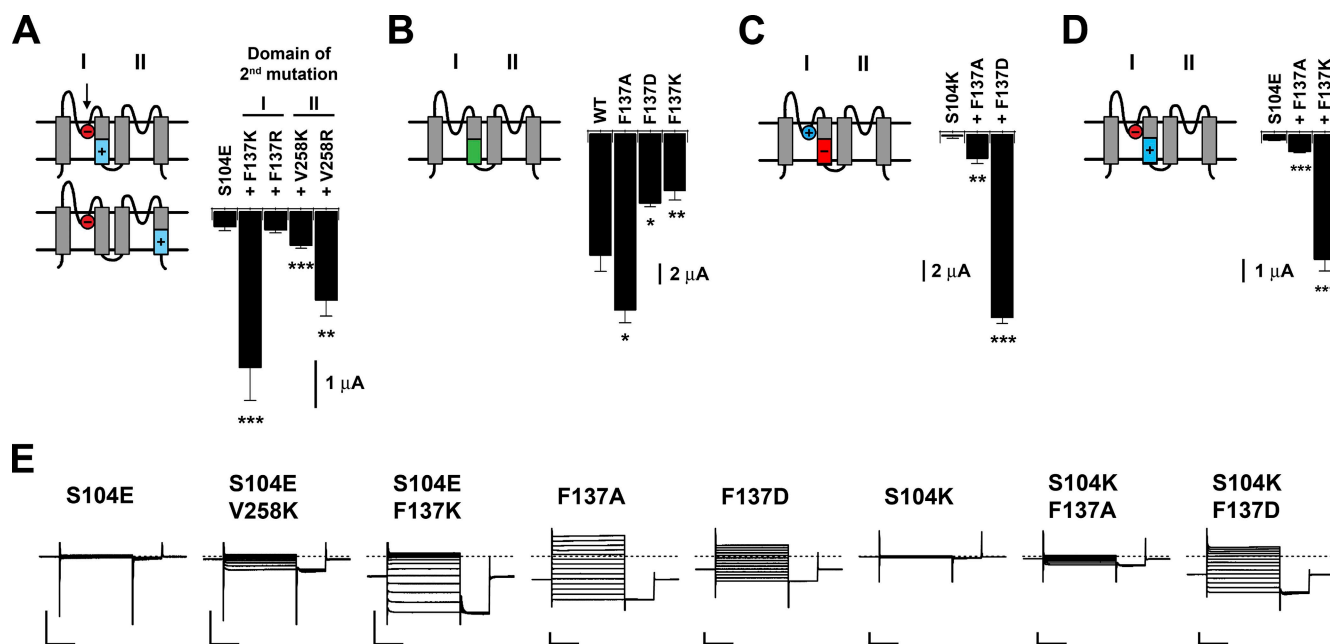 A
I II
Domain of
2nd mutation
I II
S104E
+ F137K
+ F137R
+ V258K
+ V258R
−
+
−
+
***
***
**
1 μA
B
I II
WT
F137A
F137D
F137K
*
*
**
2 μA
C
I II
S104K
+ F137A
+ F137D
+
−
**
***
2 μA
D
I II
S104E
+ F137A
+ F137K
−
+
***
1 μA
E
S104E
S104E
V258K
S104E
F137K
F137A
F137D
S104K
S104K
F137A
S104K
F137D